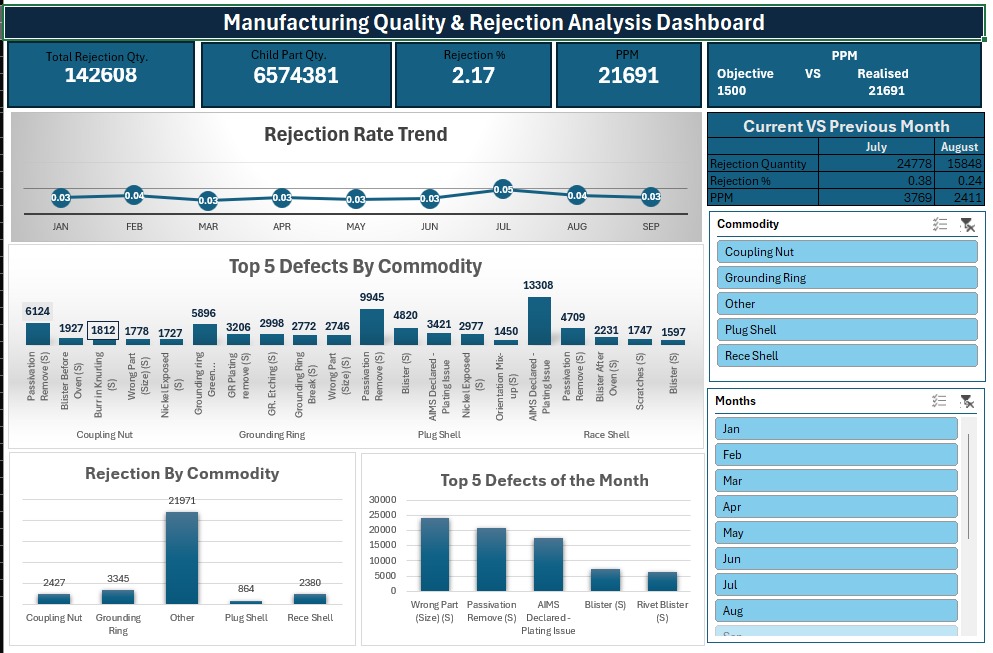 Manufacturing Quality & Rejection Analysis Dashboard
Total Rejection Qty.
142608
Child Part Qty.
6574381
Rejection %
2.17
PPM
21691
PPM
Objective VS Realised
1500 21691
Rejection Rate Trend
0.03 0.04 0.03 0.03 0.03 0.03 0.05 0.04 0.03
JAN FEB MAR APR MAY JUN JUL AUG SEP
Current VS Previous Month
July August
Rejection Quantity 24778 15848
Rejection % 0.38 0.24
PPM 3769 2411
Commodity
Coupling Nut
Grounding Ring
Other
Plug Shell
Rece Shell
Top 5 Defects By Commodity
6124 1927 1812 1778 1727 5896 3206 2998 2772 2746 9945 4820 3421 2977 1450 13308 4709 2231 1747 1597
Passivation
Remove (S)
Blister Before
Oven (S)
Burr in Knurling
(S)
Wrong Part
(Size) (S)
Nickel Exposed
(S)
Grounding ring
Green...
GR Plating
remove (S)
GR. Etching (S)
Grounding Ring
Break (S)
Wrong Part
(Size) (S)
Passivation
Remove (S)
Blister (S)
AIMS Declared -
Plating Issue
Nickel Exposed
(S)
Orientation Mix-
up (S)
AIMS Declared -
Plating Issue
Passivation
Remove (S)
Blister After
Oven (S)
Scratches (S)
Blister (S)
Coupling Nut Grounding Ring Plug Shell Race Shell
Months
Jan
Feb
Mar
Apr
May
Jun
Jul
Aug
Sep
Rejection By Commodity
2427 3345 21971 864 2380
Coupling Nut Grounding Other Plug Shell Rece Shell
Ring
Top 5 Defects of the Month
30000
25000
20000
15000
10000
5000
0
Wrong Part Passivation AIMS Blister (S) Rivet Blister
(Size) (S) Remove (S) Declared - (S)
Plating Issue